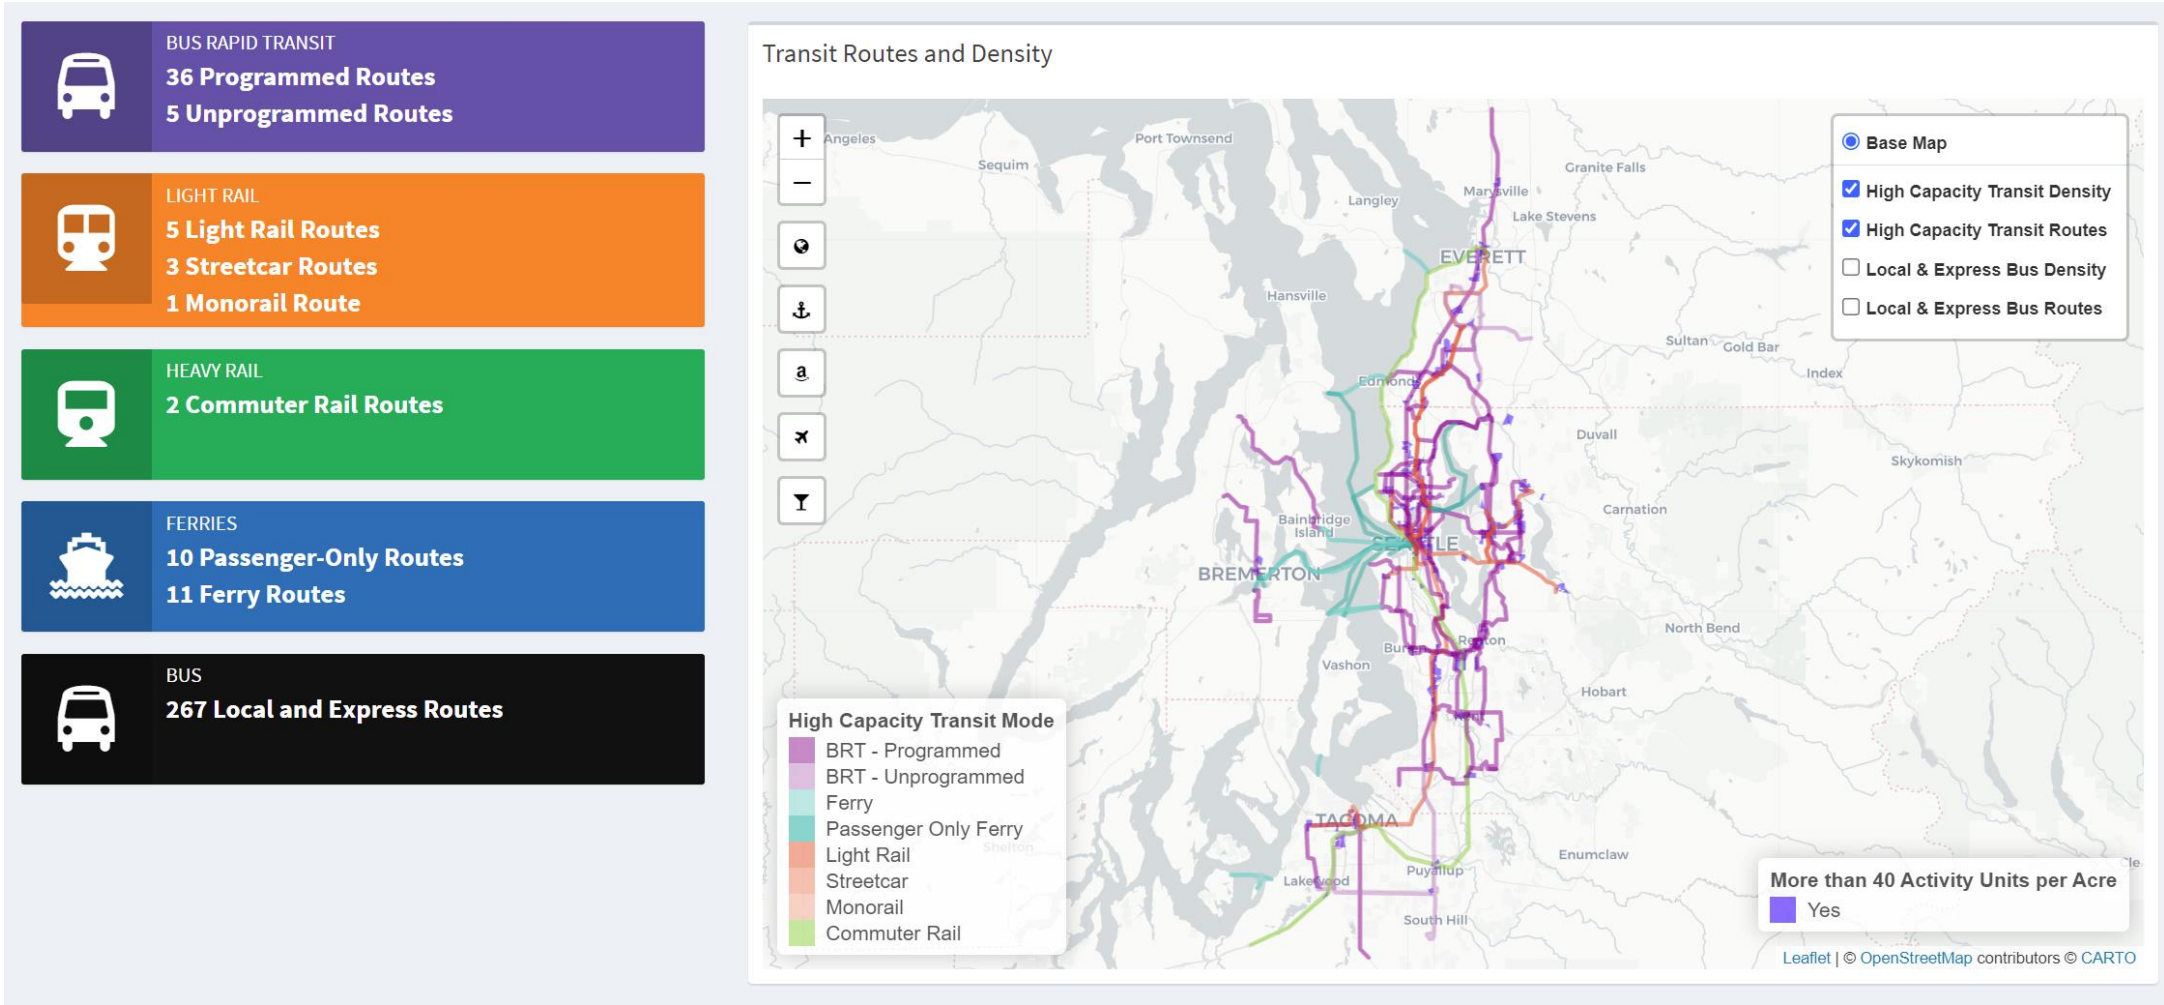 BUS RAPID TRANSIT
36 Programmed Routes
5 Unprogrammed Routes
LIGHT RAIL
5 Light Rail Routes
3 Streetcar Routes
1 Monorail Route
HEAVY RAIL
2 Commuter Rail Routes
FERRIES
10 Passenger-Only Routes
11 Ferry Routes
BUS
267 Local and Express Routes
Transit Routes and Density
+
−
a
Base Map
High Capacity Transit Density
High Capacity Transit Routes
Local & Express Bus Density
Local & Express Bus Routes
Angeles
Port Townsend
Sequim
Granite Falls
Marysville
Langley
Lake Stevens
EVERETT
Hansville
Sultan
Gold Bar
Index
Edmonds
Duvall
Skykomish
Carnation
Bainbridge
Island
SEATTLE
BREMERTON
North Bend
Renton
Vashon
Hobart
Kent
TACOMA
Shelton
Enumclaw
Puyallup
Lakewood
South Hill
High Capacity Transit Mode
BRT - Programmed
BRT - Unprogrammed
Ferry
Passenger Only Ferry
Light Rail
Streetcar
Monorail
Commuter Rail
More than 40 Activity Units per Acre
Yes
Leaflet | © OpenStreetMap contributors © CARTO